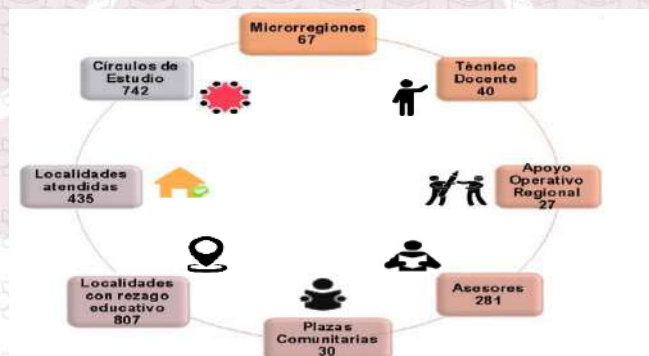 Microrregiones
67
Técnico
Docente
40
Apoyo
Operativo
Regional
27
Asesores
281
Plazas
Comunitarias
30
Localidades
con rezago
educativo
807
Localidades
atendidas
435
Círculos de
Estudio
742